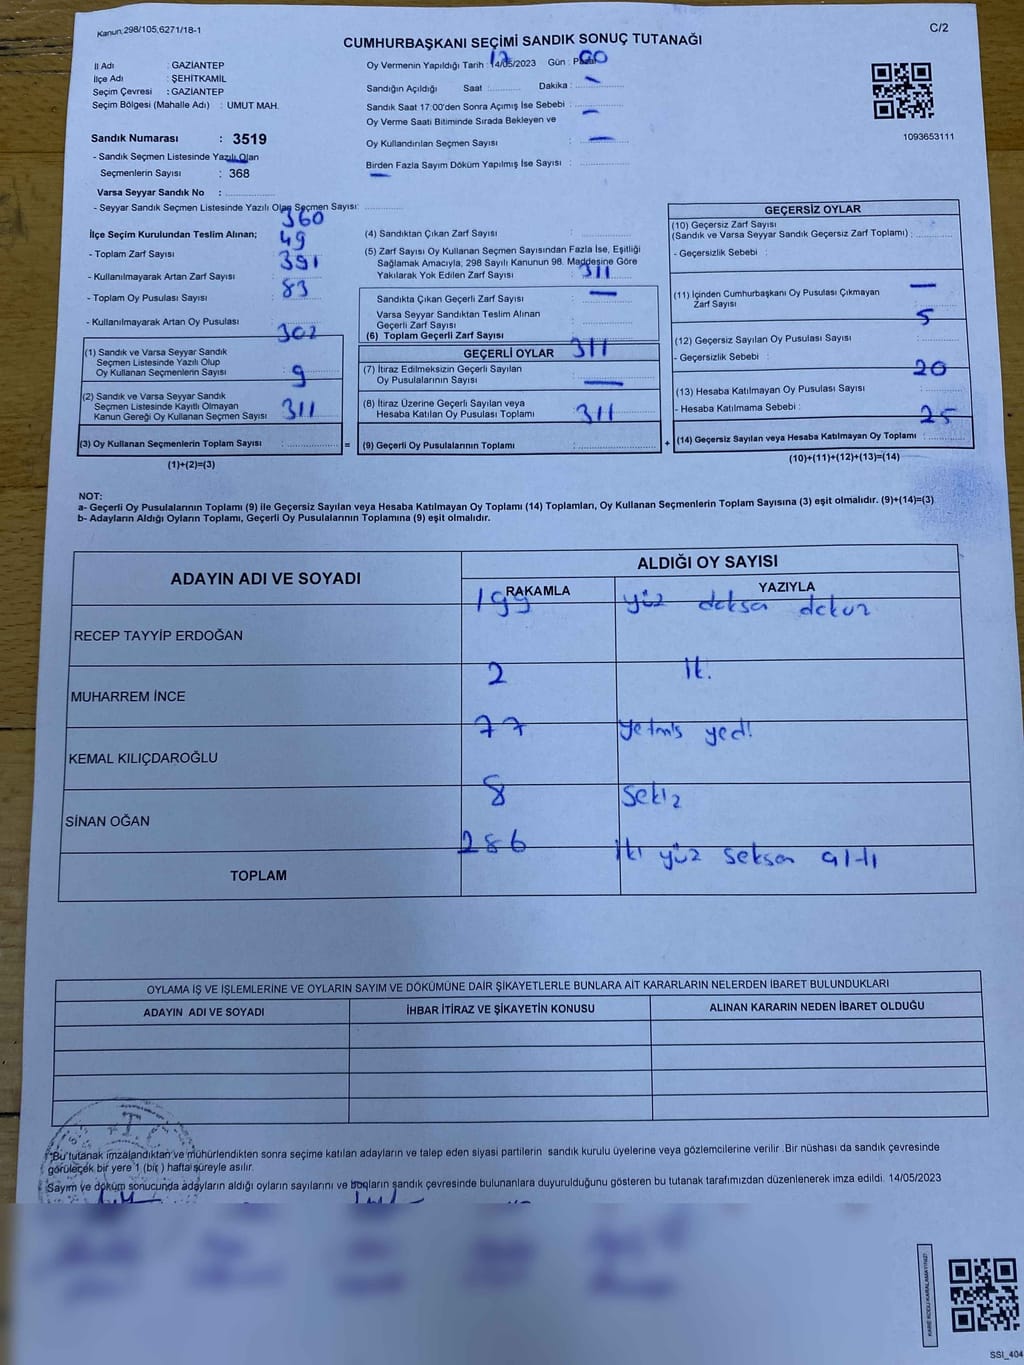 Kanun;298/105,6271/18-1
C/2
CUMHURBAŞKANI SEÇİMİ SANDIK SONUÇ TUTANAĞI
İl Adı : GAZİANTEP
İlçe Adı : ŞEHİTKAMİL
Seçim Çevresi : GAZİANTEP
Seçim Bölgesi (Mahalle Adı) : UMUT MAH.
Sandık Numarası : 3519
- Sandık Seçmen Listesinde Yazılı Olan
Seçmenlerin Sayısı : 368
Varsa Seyyar Sandık No :
- Seyyar Sandık Seçmen Listesinde Yazılı Olan Seçmen Sayısı:
Oy Vermenin Yapıldığı Tarih : 14/05/2023 Gün : Pazar
Sandığın Açıldığı Saat : Dakika :
Sandık Saat 17:00'den Sonra Açımış İse Sebebi :
Oy Verme Saati Bitiminde Sırada Bekleyen ve
Oy Kullandırılan Seçmen Sayısı :
Birden Fazla Sayım Döküm Yapılmış İse Sayısı :
1093653111
360
İlçe Seçim Kurulundan Teslim Alınan;
49
- Toplam Zarf Sayısı :
391
- Kullanılmayarak Artan Zarf Sayısı :
83
- Toplam Oy Pusulası Sayısı :
- Kullanılmayarak Artan Oy Pusulası :
302
(1) Sandık ve Varsa Seyyar Sandık
Seçmen Listesinde Yazılı Olup
Oy Kullanan Seçmenlerin Sayısı :
9
(2) Sandık ve Varsa Seyyar Sandık
Seçmen Listesinde Kayıtlı Olmayan
Kanun Gereği Oy Kullanan Seçmen Sayısı :
311
(3) Oy Kullanan Seçmenlerin Toplam Sayısı : =
(1)+(2)=(3)
(4) Sandıktan Çıkan Zarf Sayısı :
(5) Zarf Sayısı Oy Kullanan Seçmen Sayısından Fazla İse, Eşitliği
Sağlamak Amacıyla, 298 Sayılı Kanunun 98. Maddesine Göre
Yakılarak Yok Edilen Zarf Sayısı :
311
Sandıkta Çıkan Geçerli Zarf Sayısı :
Varsa Seyyar Sandıktan Teslim Alınan
Geçerli Zarf Sayısı :
(6) Toplam Geçerli Zarf Sayısı :
311
GEÇERLİ OYLAR
(7) İtiraz Edilmeksizin Geçerli Sayılan
Oy Pusulalarının Sayısı :
(8) İtiraz Üzerine Geçerli Sayılan veya
Hesaba Katılan Oy Pusulası Toplamı :
311
(9) Geçerli Oy Pusulalarının Toplamı : +
GEÇERSİZ OYLAR
(10) Geçersiz Zarf Sayısı
(Sandık ve Varsa Seyyar Sandık Geçersiz Zarf Toplamı) :
- Geçersizlik Sebebi :
(11) İçinden Cumhurbaşkanı Oy Pusulası Çıkmayan
Zarf Sayısı :
5
(12) Geçersiz Sayılan Oy Pusulası Sayısı :
- Geçersizlik Sebebi :
20
(13) Hesaba Katılmayan Oy Pusulası Sayısı :
- Hesaba Katılmama Sebebi :
25
(14) Geçersiz Sayılan veya Hesaba Katılmayan Oy Toplamı :
(10)+(11)+(12)+(13)=(14)
NOT:
a- Geçerli Oy Pusulalarının Toplamı (9) ile Geçersiz Sayılan veya Hesaba Katılmayan Oy Toplamı (14) Toplamları, Oy Kullanan Seçmenlerin Toplam Sayısına (3) eşit olmalıdır. (9)+(14)=(3)
b- Adayların Aldığı Oyların Toplamı, Geçerli Oy Pusulalarının Toplamına (9) eşit olmalıdır.
ADAYIN ADI VE SOYADI
ALDIĞI OY SAYISI
RAKAMLA
YAZIYLA
199 yüz doksan dokuz
RECEP TAYYİP ERDOĞAN
2
MUHARREM İNCE
77 yetmiş yedi
KEMAL KILIÇDAROĞLU
8 sekiz
SİNAN OĞAN
286 iki yüz seksen altı
TOPLAM
OYLAMA İŞ VE İŞLEMLERİNE VE OYLARIN SAYIM VE DÖKÜMÜNE DAİR ŞİKAYETLERLE BUNLARA AİT KARARLARIN NELERDEN İBARET BULUNDUKLARI
ADAYIN ADI VE SOYADI
İHBAR İTİRAZ VE ŞİKAYETİN KONUSU
ALINAN KARARIN NEDEN İBARET OLDUĞU
"Bu tutanak imzalandıktan ve mühürlendikten sonra seçime katılan adayların ve talep eden siyasi partilerin sandık kurulu üyelerine veya gözlemcilerine verilir. Bir nüshası da sandık çevresinde
görülecek bir yere 1 (bir ) hafta süreyle asılır.
Sayım ve döküm sonucunda adayların aldığı oyların sayılarını ve boşların sandık çevresinde bulunanlara duyurulduğunu gösteren bu tutanak tarafımızdan düzenlenerek imza edildi. 14/05/2023
KARE KODU KARALAMAYINIZ!
SSI_404